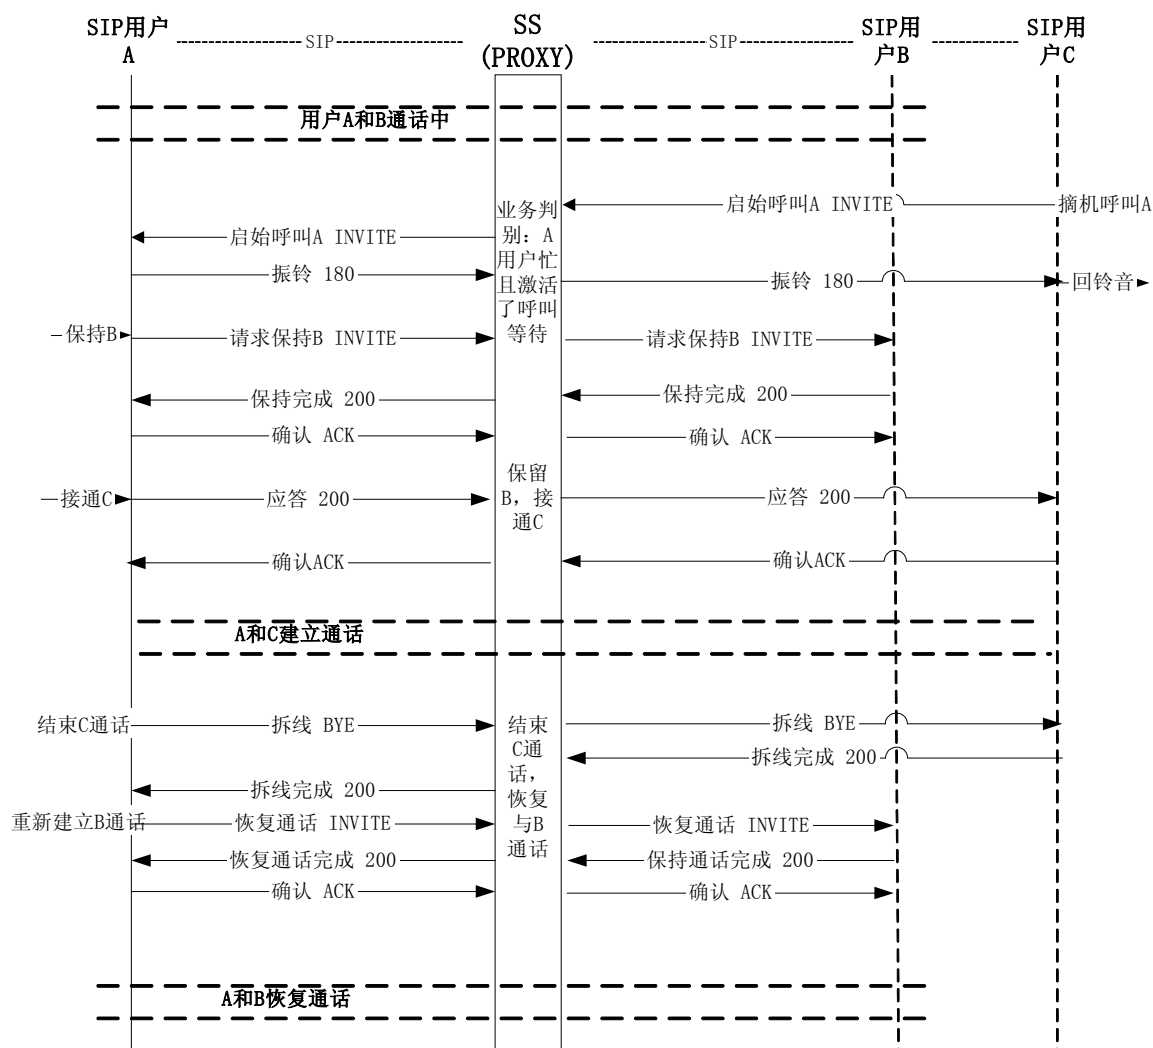 SIP用户
A
SIP
SS
(PROXY)
SIP
SIP用
户B
SIP用
户C
用户A和B通话中
启始呼叫A INVITE
摘机呼叫A
业务判
别：A
用户忙
且激活
了呼叫
等待
启始呼叫A INVITE
振铃 180
振铃 180
回铃音
保持B
请求保持B INVITE
请求保持B INVITE
保持完成 200
保持完成 200
确认 ACK
确认 ACK
保留
B，接
通C
接通C
应答 200
应答 200
确认ACK
确认ACK
A和C建立通话
结束C通话
拆线 BYE
结束
C通
话，
恢复
与B
通话
拆线 BYE
拆线完成 200
拆线完成 200
重新建立B通话
恢复通话 INVITE
恢复通话 INVITE
恢复通话完成 200
保持通话完成 200
确认 ACK
确认 ACK
A和B恢复通话